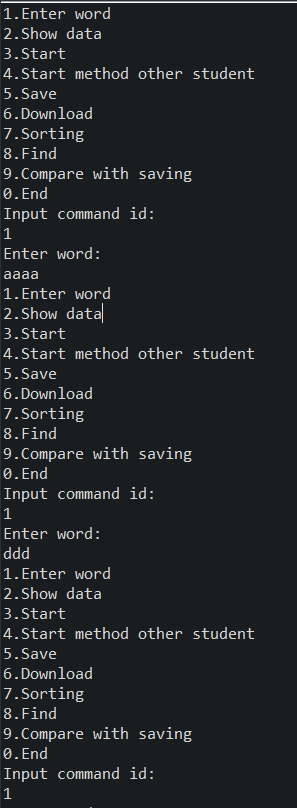 1.Enter word
2.Show data
3.Start
4.Start method other student
5.Save
6.Download
7.Sorting
8.Find
9.Compare with saving
0.End
Input command id:
1
Enter word:
aaaa
1.Enter word
2.Show data
3.Start
4.Start method other student
5.Save
6.Download
7.Sorting
8.Find
9.Compare with saving
0.End
Input command id:
1
Enter word:
ddd
1.Enter word
2.Show data
3.Start
4.Start method other student
5.Save
6.Download
7.Sorting
8.Find
9.Compare with saving
0.End
Input command id:
1